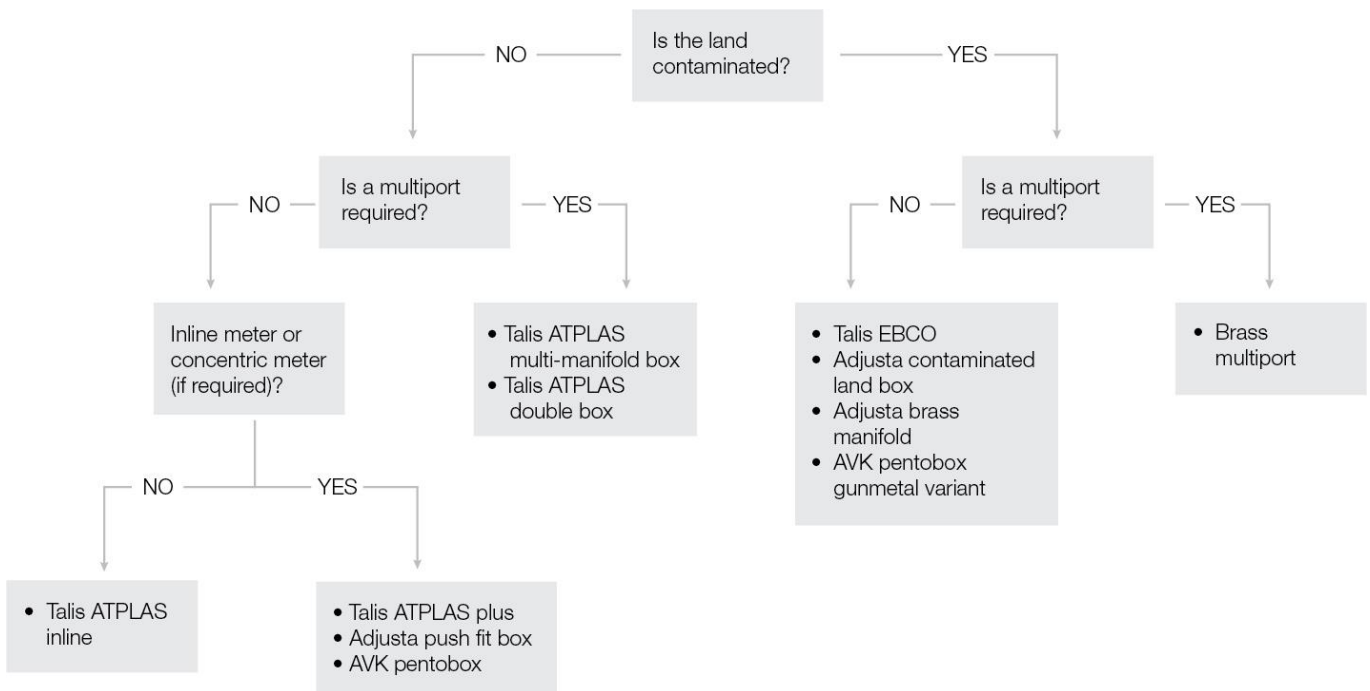 Is the land
contaminated?
NO
YES
Is a multiport
required?
Is a multiport
required?
NO
YES
NO
YES
Inline meter or
concentric meter
(if required)?
• Talis ATPLAS
multi-manifold box
• Talis ATPLAS
double box
• Talis EBCO
• Adjusta contaminated
land box
• Adjusta brass
manifold
• AVK pentobox
gunmetal variant
• Brass
multiport
NO
YES
• Talis ATPLAS
inline
• Talis ATPLAS plus
• Adjusta push fit box
• AVK pentobox